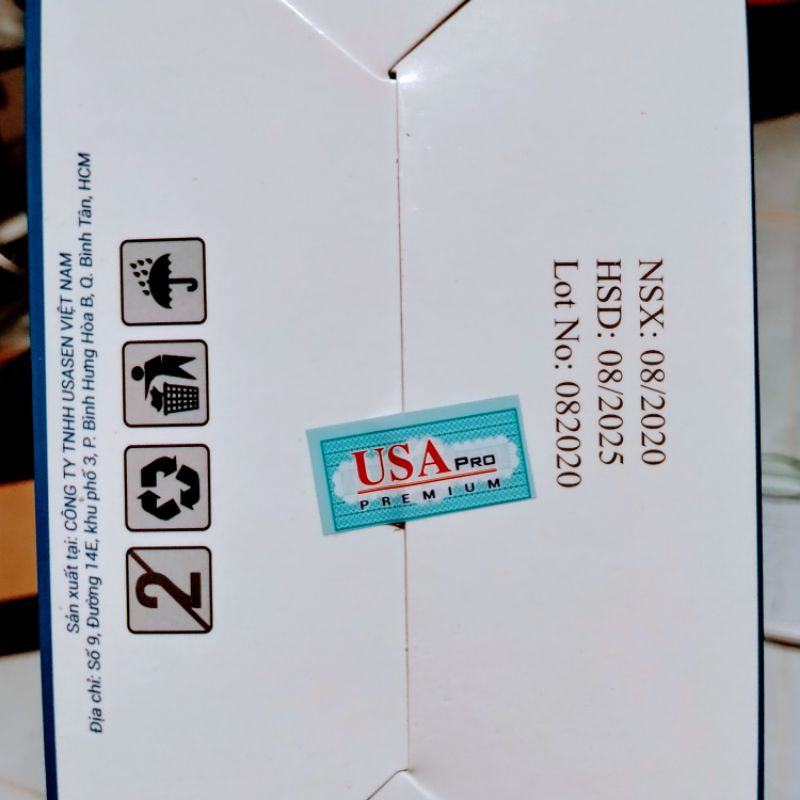 Sản xuất tại: CÔNG TY TNHH USASEN VIỆT NAM
Địa chỉ: Số 9, Đường 14E, khu phố 3, P. Bình Hưng Hòa B, Q. Bình Tân, HCM
2
USA PRO
PREMIUM
NSX: 08/2020
HSD: 08/2025
Lot No: 082020